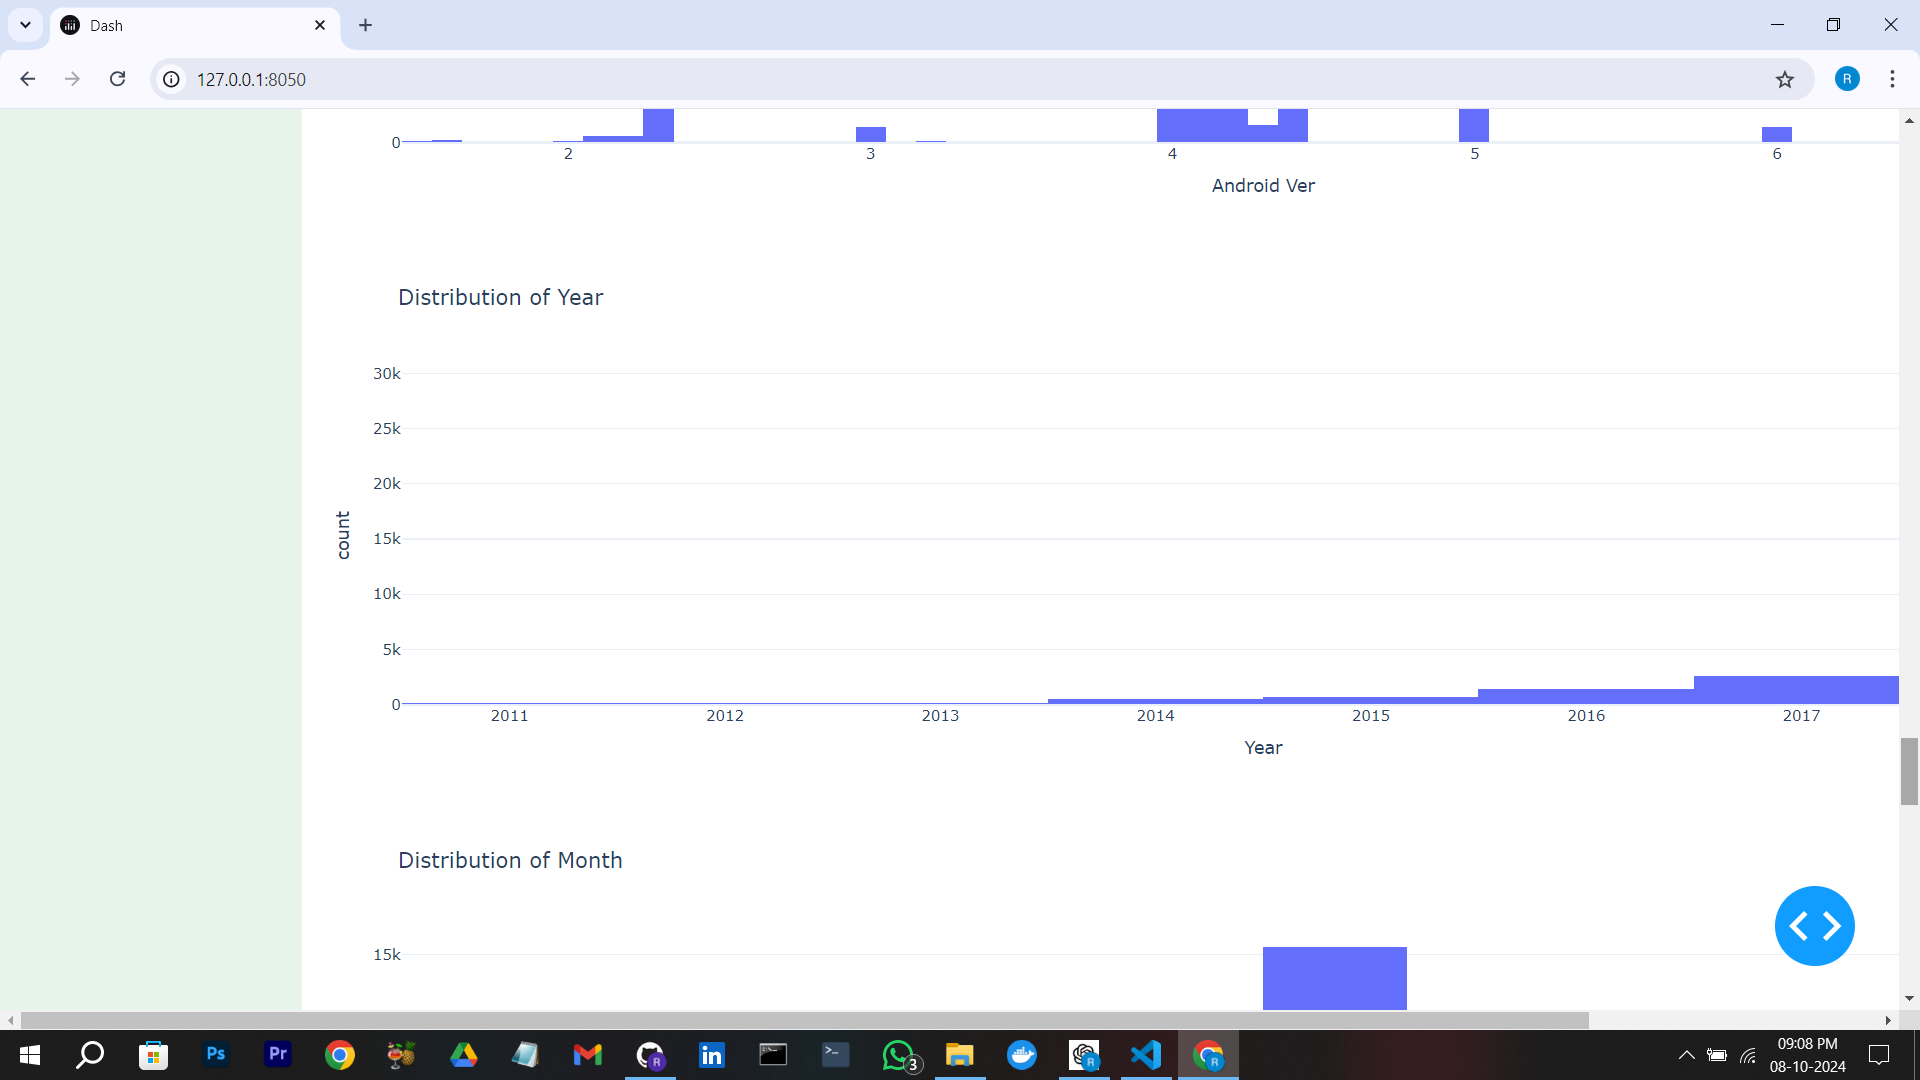 Dash
127.0.0.1:8050
R
0
2 3 4 5 6
Android Ver
Distribution of Year
30k
25k
20k
15k
10k
5k
0
count
2011 2012 2013 2014 2015 2016 2017
Year
Distribution of Month
15k
Ps
Pr
R
in
3
R
R
09:08 PM
08-10-2024